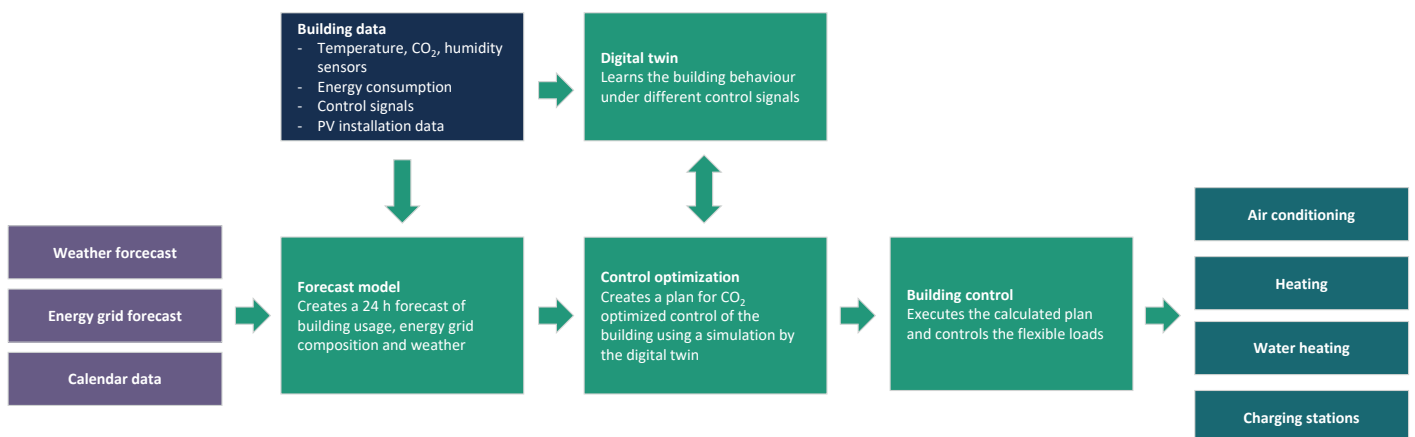 Building data
- Temperature, CO₂, humidity
sensors
- Energy consumption
- Control signals
- PV installation data
Digital twin
Learns the building behaviour
under different control signals
Weather forcecast
Energy grid forecast
Calendar data
Forecast model
Creates a 24 h forecast of
building usage, energy grid
composition and weather
Control optimization
Creates a plan for CO₂
optimized control of the
building using a simulation by
the digital twin
Building control
Executes the calculated plan
and controls the flexible loads
Air conditioning
Heating
Water heating
Charging stations